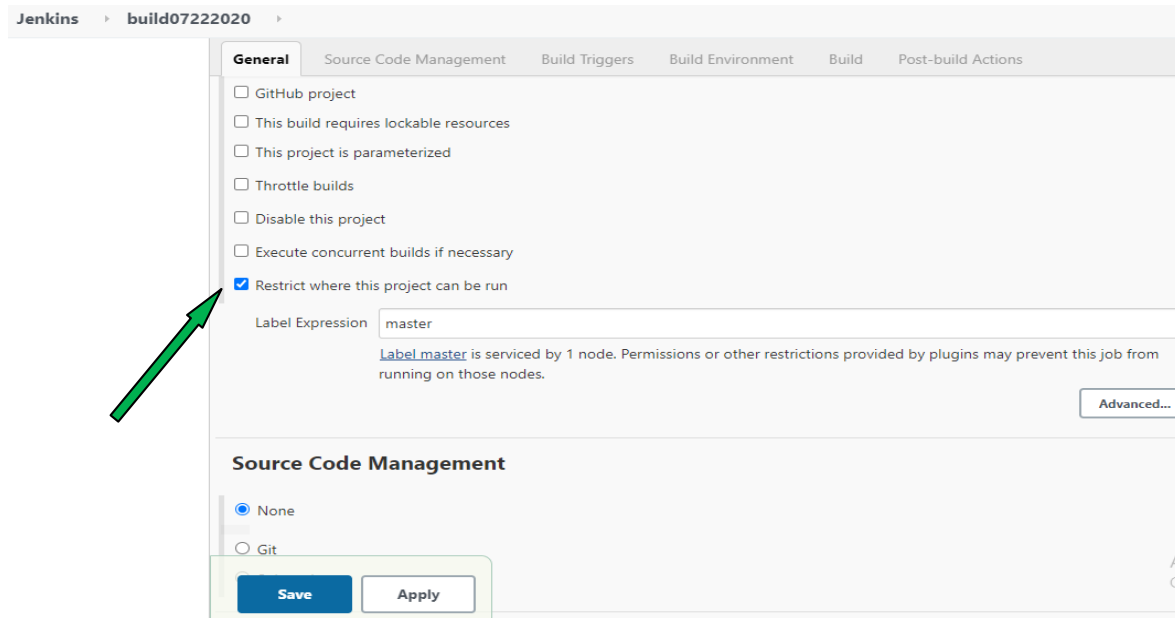 Jenkins build07222020
General Source Code Management Build Triggers Build Environment Build Post-build Actions
GitHub project
This build requires lockable resources
This project is parameterized
Throttle builds
Disable this project
Execute concurrent builds if necessary
Restrict where this project can be run
Label Expression master
Label master is serviced by 1 node. Permissions or other restrictions provided by plugins may prevent this job from
running on those nodes.
Advanced...
Source Code Management
None
Git
Save Apply